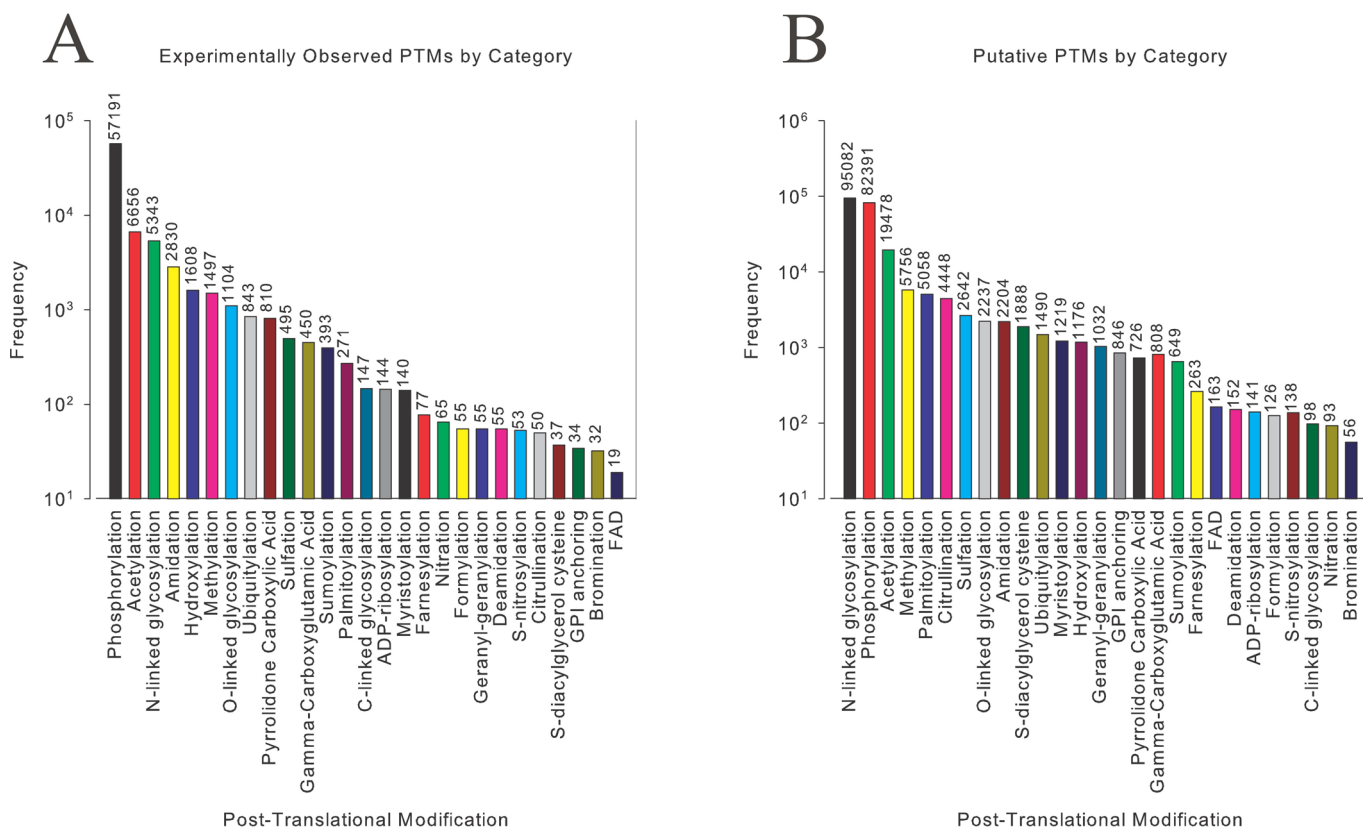 A
Experimentally Observed PTMs by Category
Frequency
10^5
10^4
10^3
10^2
10^1
57191
6656
5343
2830
1608
1497
1104
843
810
495
450
393
271
147
144
140
77
65
55
55
55
53
50
37
34
32
19
Phosphorylation
Acetylation
N-linked glycosylation
Amidation
Hydroxylation
Methylation
O-linked glycosylation
Ubiquitylation
Pyrrolidone Carboxylic Acid
Sulfation
Gamma-Carboxyglutamic Acid
Sumoylation
Palmitoylation
C-linked glycosylation
ADP-ribosylation
Myristoylation
Farnesylation
Nitration
Formylation
Geranyl-geranylation
Deamidation
S-nitrosylation
Citrullination
S-diacylglycerol cysteine
GPI anchoring
Bromination
FAD
Post-Translational Modification
B
Putative PTMs by Category
Frequency
10^6
10^5
10^4
10^3
10^2
10^1
95082
82391
19478
5756
5058
4448
2642
2237
2204
1888
1490
1219
1176
1032
846
726
808
649
263
163
152
141
126
138
98
93
56
N-linked glycosylation
Phosphorylation
Acetylation
Methylation
Palmitoylation
Citrullination
Sulfation
O-linked glycosylation
Amidation
S-diacylglycerol cysteine
Ubiquitylation
Myristoylation
Hydroxylation
Geranyl-geranylation
GPI anchoring
Pyrrolidone Carboxylic Acid
Gamma-Carboxyglutamic Acid
Sumoylation
Farnesylation
FAD
Deamidation
ADP-ribosylation
Formylation
S-nitrosylation
C-linked glycosylation
Nitration
Bromination
Post-Translational Modification